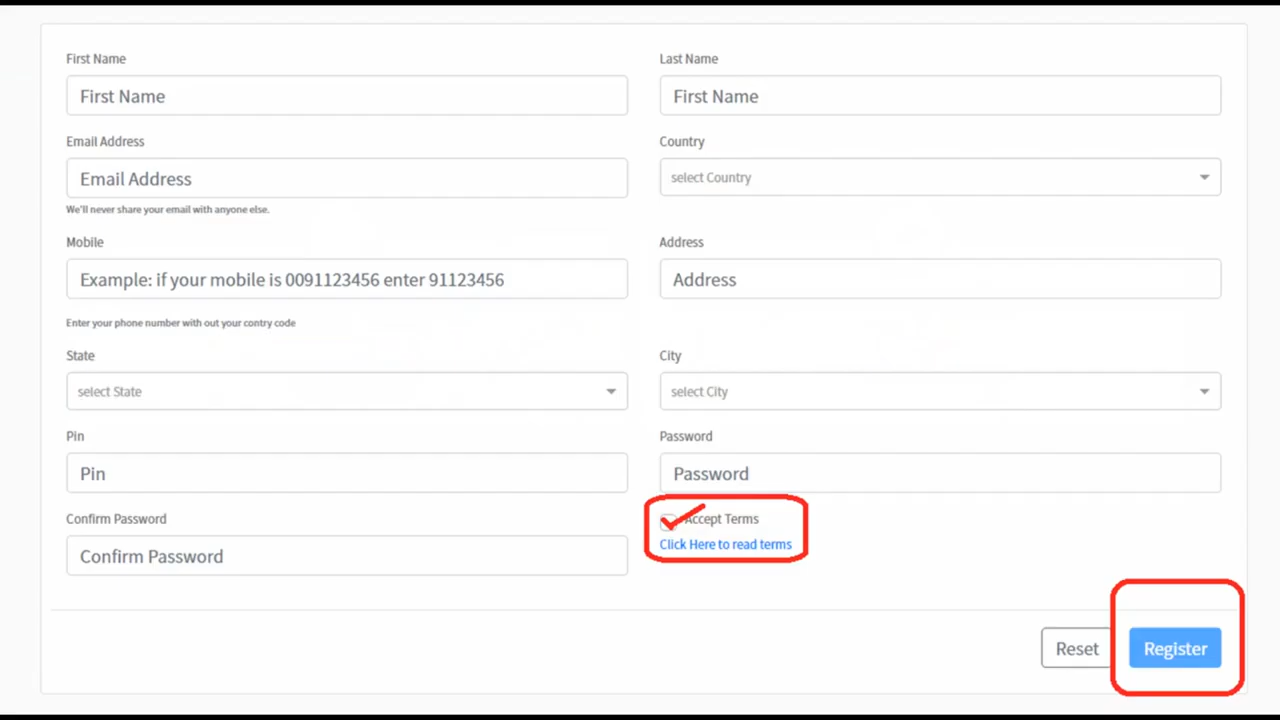 First Name
Last Name
First Name
First Name
Email Address
Country
Email Address
select Country
We'll never share your email with anyone else.
Mobile
Address
Example: if your mobile is 0091123456 enter 91123456
Address
Enter your phone number with out your contry code
State
City
select State
select City
Pin
Password
Pin
Password
Confirm Password
Accept Terms
Click Here to read terms
Confirm Password
Reset
Register